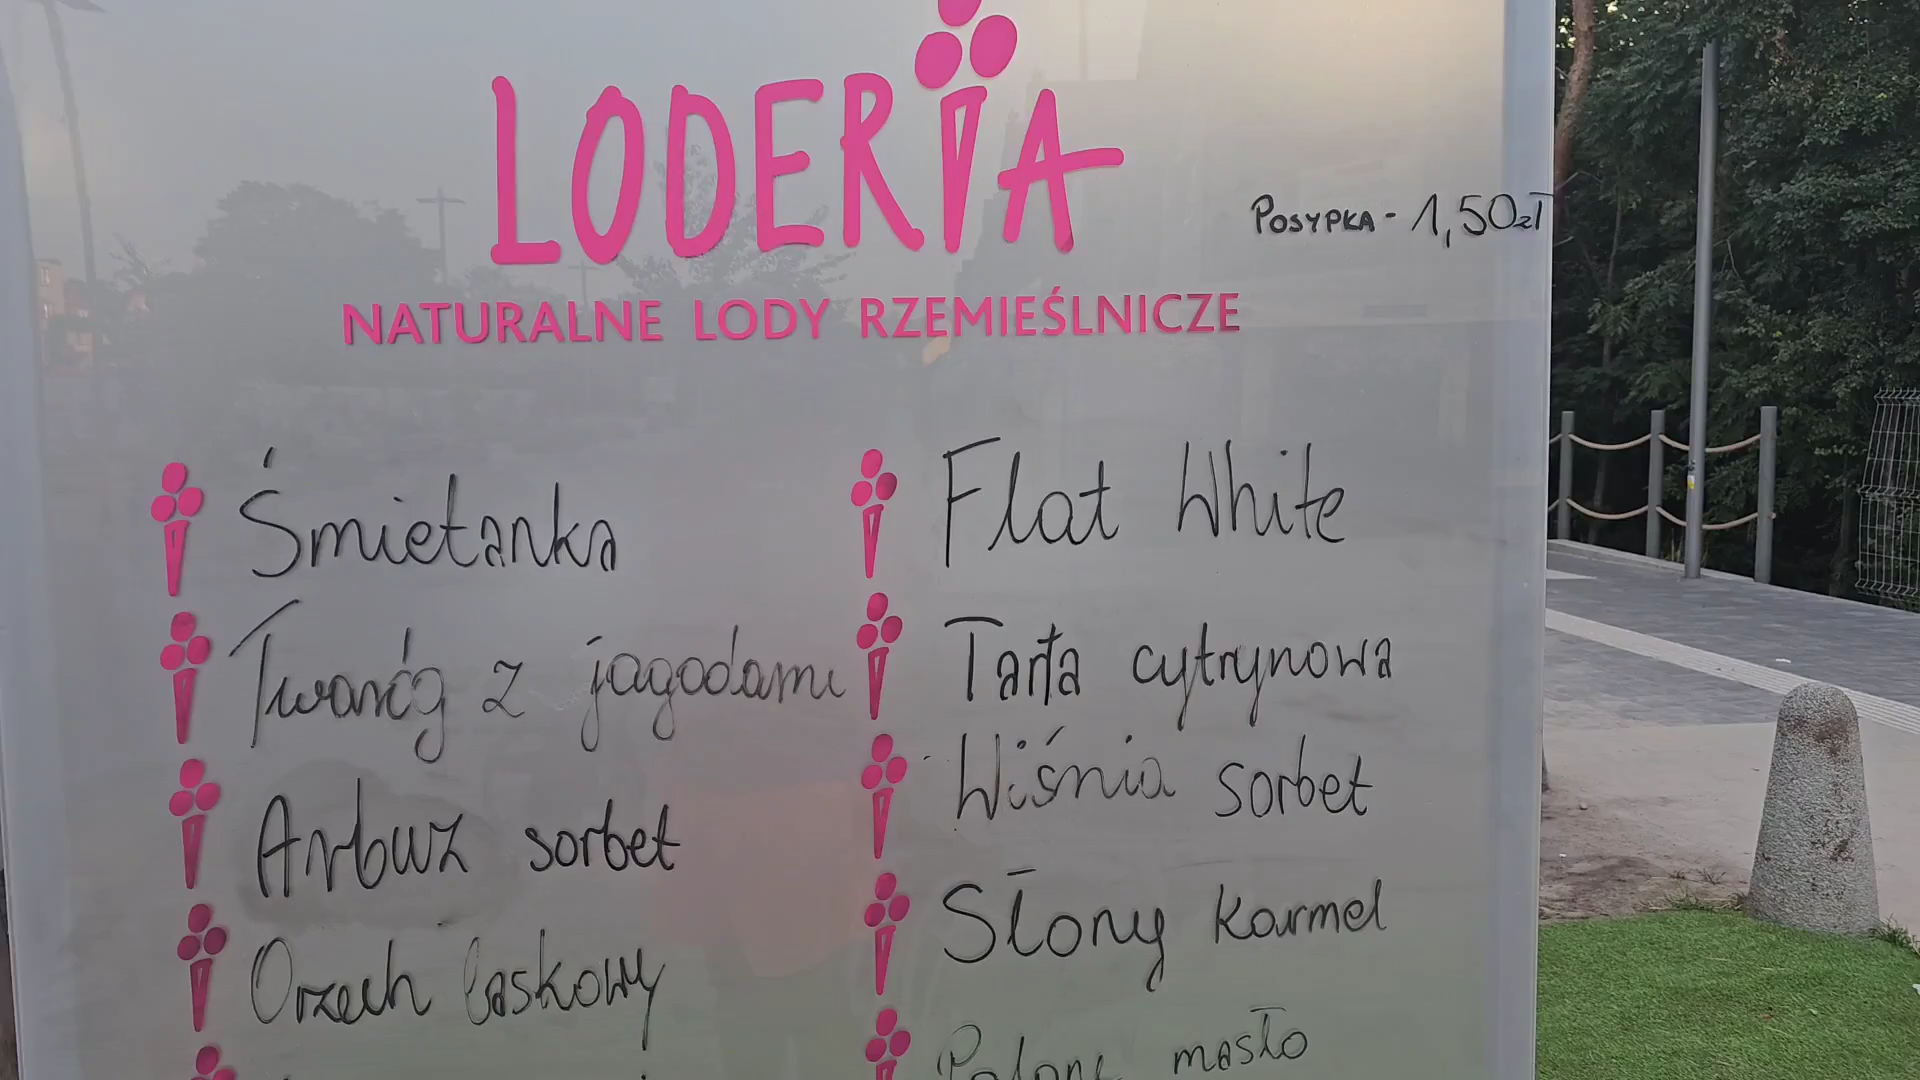 LODERIA
POSYPKA - 1,50zł
NATURALNE LODY RZEMIEŚLNICZE
Śmietanka
Twaróg z jagodami
Arbuz sorbet
Orzech laskowy
Flat White
Tarta cytrynowa
Wiśnia sorbet
Słony karmel
Palone masło